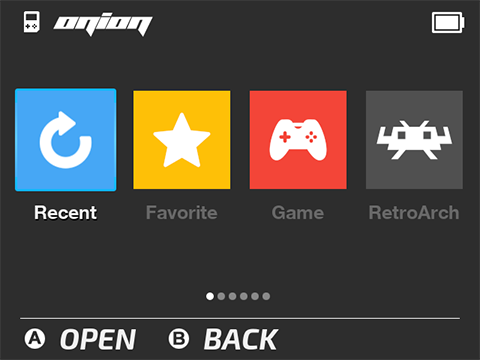 ONION
Recent
Favorite
Game
RetroArch
A OPEN B BACK